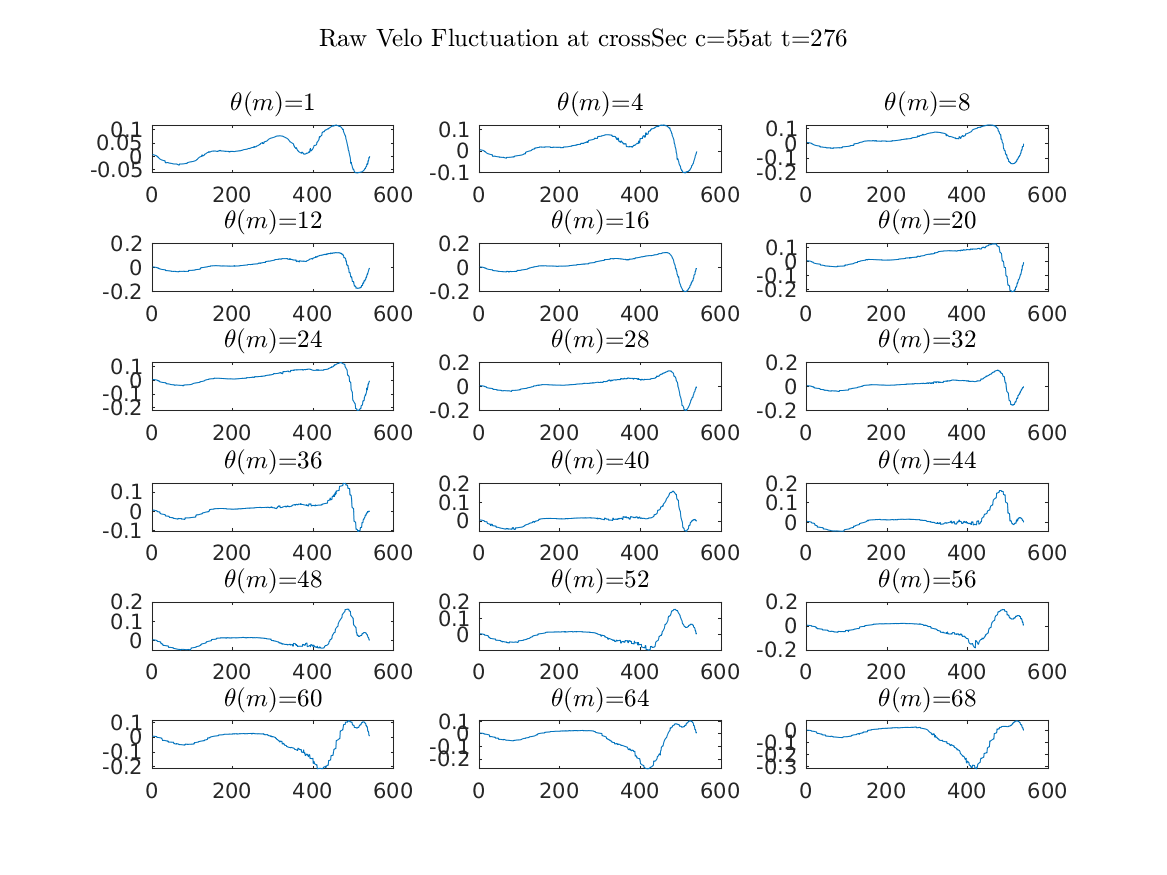 Raw Velo Fluctuation at crossSec c=55at t=276
θ(m)=1 θ(m)=4 θ(m)=8
0.1 0.05 0 -0.05 0.1 0 -0.1 0.1 0 -0.1 -0.2
0 200 400 600 0 200 400 600 0 200 400 600
θ(m)=12 θ(m)=16 θ(m)=20
0.2 0 -0.2 0.2 0 -0.2 0.1 0 -0.1 -0.2
0 200 400 600 0 200 400 600 0 200 400 600
θ(m)=24 θ(m)=28 θ(m)=32
0.1 0 -0.1 -0.2 0.2 0 -0.2 0.2 0 -0.2
0 200 400 600 0 200 400 600 0 200 400 600
θ(m)=36 θ(m)=40 θ(m)=44
0.1 0 -0.1 0.2 0.1 0 0.2 0.1 0
0 200 400 600 0 200 400 600 0 200 400 600
θ(m)=48 θ(m)=52 θ(m)=56
0.2 0.1 0 0.2 0.1 0 0.2 0 -0.2
0 200 400 600 0 200 400 600 0 200 400 600
θ(m)=60 θ(m)=64 θ(m)=68
0.1 0 -0.1 -0.2 0.1 0 -0.1 -0.2 0 -0.1 -0.2 -0.3
0 200 400 600 0 200 400 600 0 200 400 600